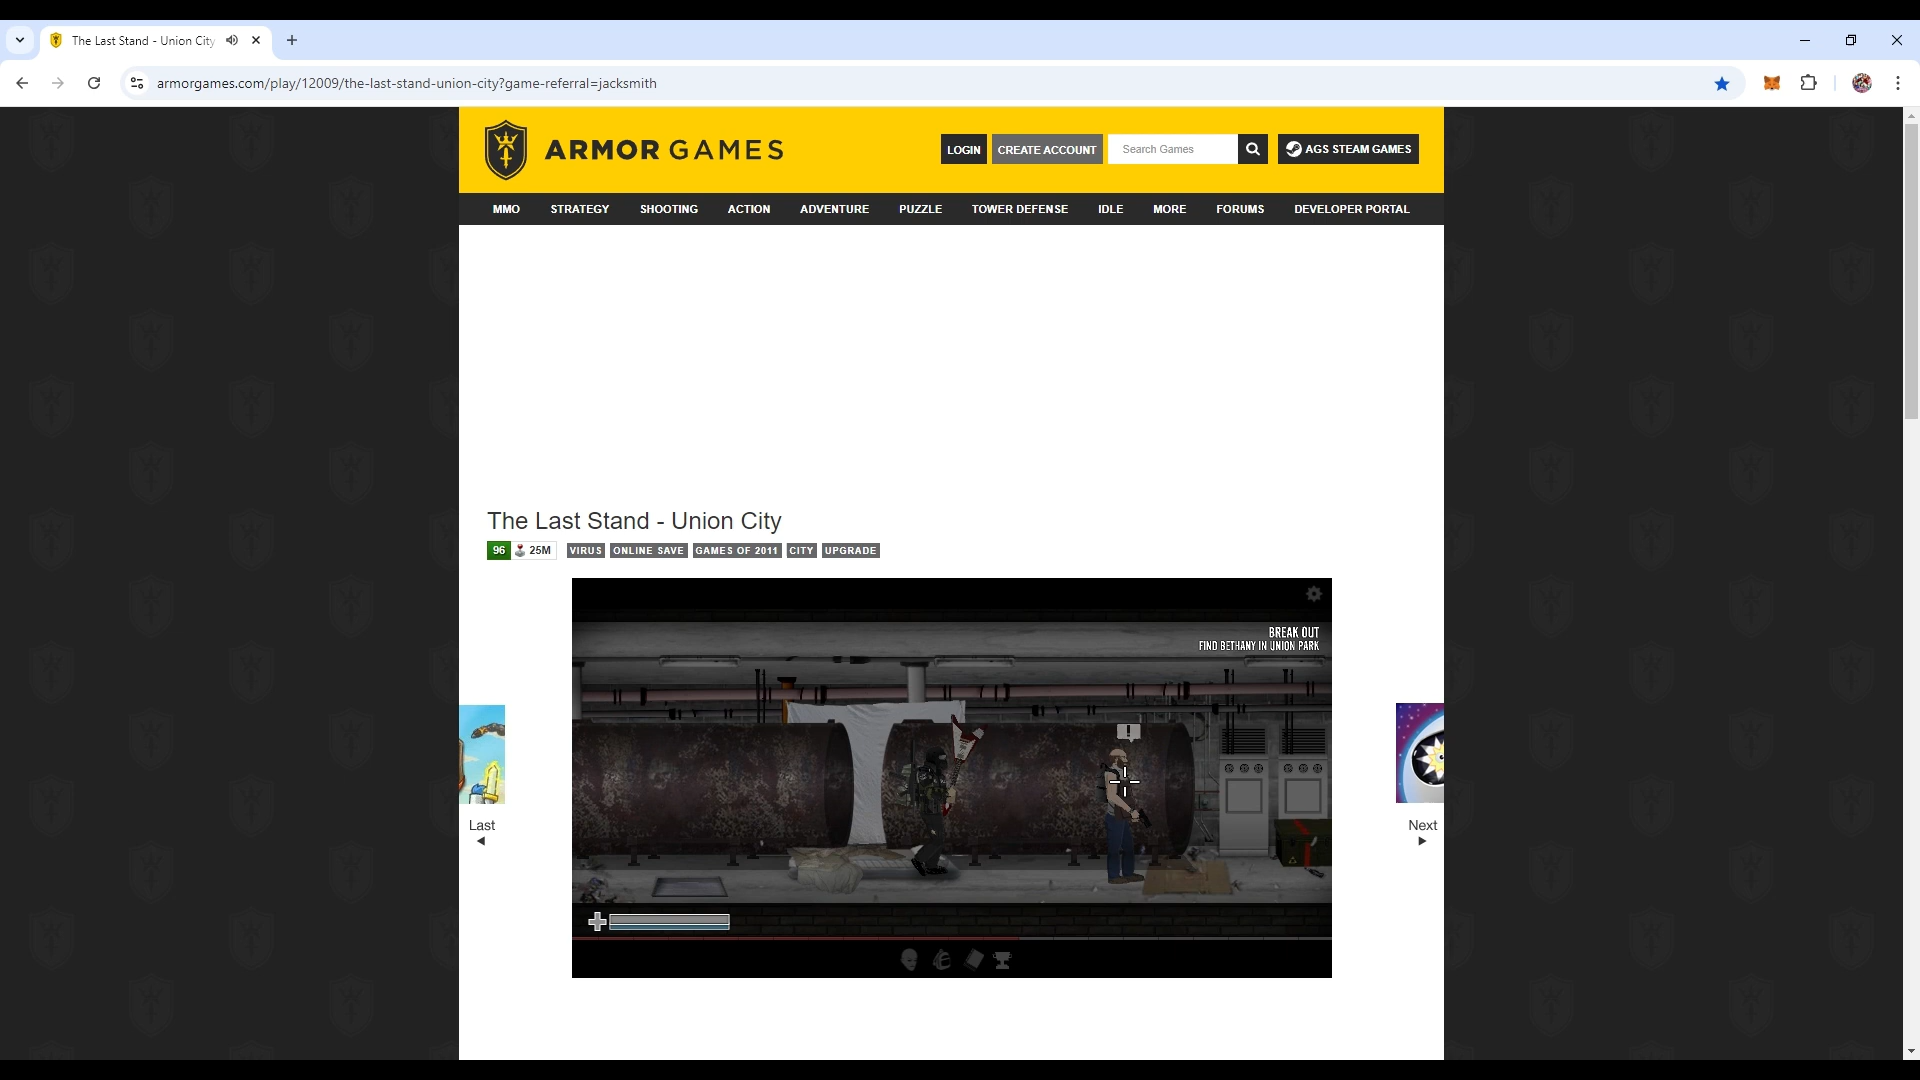 The Last Stand - Union City
armorgames.com/play/12009/the-last-stand-union-city?game-referral=jacksmith
ARMOR GAMES
LOGIN
CREATE ACCOUNT
Search Games
AGS STEAM GAMES
MMO
STRATEGY
SHOOTING
ACTION
ADVENTURE
PUZZLE
TOWER DEFENSE
IDLE
MORE
FORUMS
DEVELOPER PORTAL
The Last Stand - Union City
96
25M
VIRUS
ONLINE SAVE
GAMES OF 2011
CITY
UPGRADE
BREAK OUT
FIND BETHANY IN UNION PARK
!
Last
Next